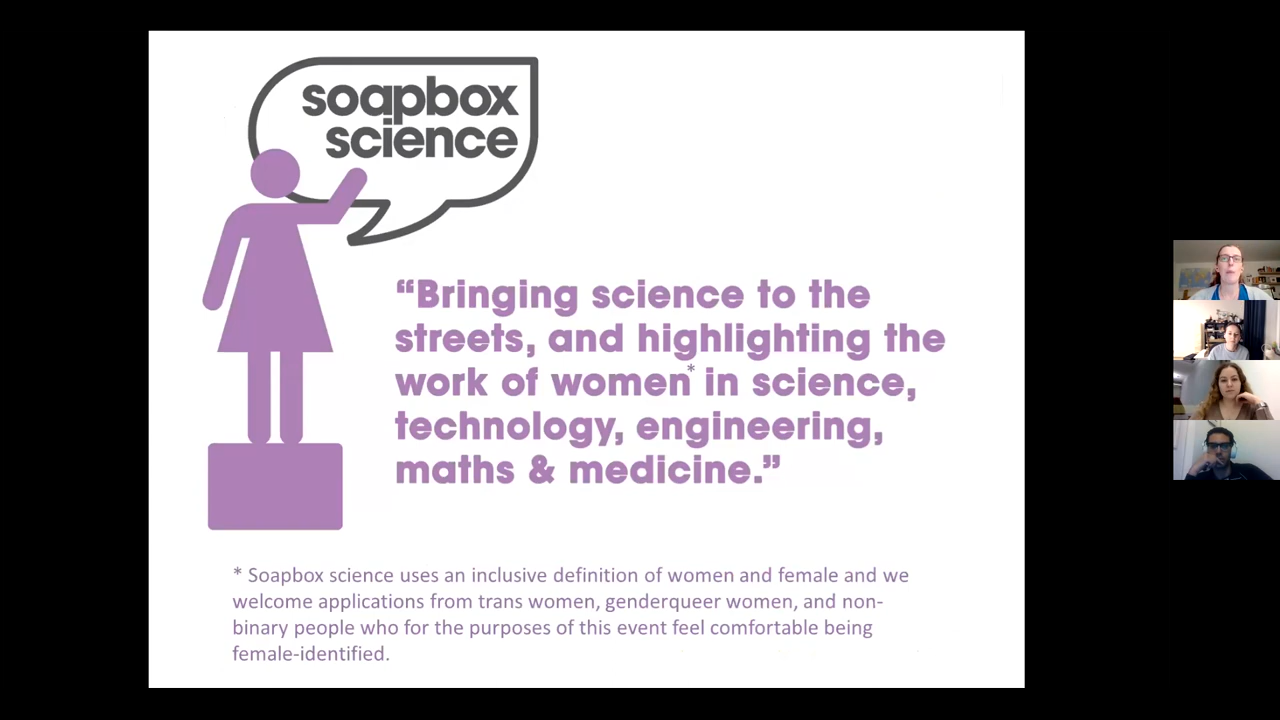 soapbox
science
“Bringing science to the
streets, and highlighting the
work of women* in science,
technology, engineering,
maths & medicine.”
* Soapbox science uses an inclusive definition of women and female and we
welcome applications from trans women, genderqueer women, and non-
binary people who for the purposes of this event feel comfortable being
female-identified.